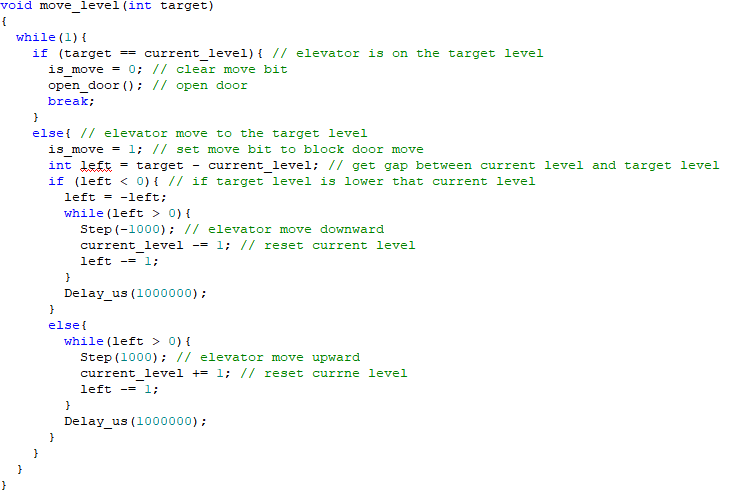 void move_level(int target)
{
  while(1){
    if (target == current_level){ // elevator is on the target level
      is_move = 0; // clear move bit
      open_door(); // open door
      break;
    }
    else{ // elevator move to the target level
      is_move = 1; // set move bit to block door move
      int left = target - current_level; // get gap between current level and target level
      if (left < 0){ // if target level is lower that current level
        left = -left;
        while(left > 0){
          Step(-1000); // elevator move downward
          current_level -= 1; // reset current level
          left -= 1;
        }
        Delay_us(1000000);
      }
      else{
        while(left > 0){
          Step(1000); // elevator move upward
          current_level += 1; // reset currne level
          left -= 1;
        }
        Delay_us(1000000);
      }
    }
  }
}